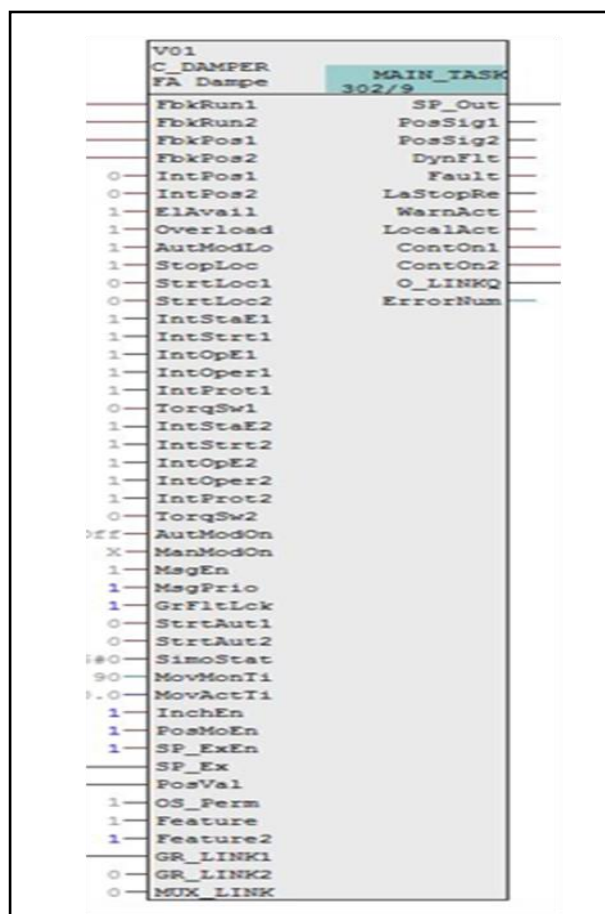 V01
C_DAMPER
FA Dampe MAIN_TASK
302/9
FbkRun1 SP_Out
FbkRun2 PosSig1
FbkPos1 PosSig2
FbkPos2 DynFlt
0 IntPos1 Fault
0 IntPos2 LaStopRe
1 ElAvail WarnAct
1 Overload LocalAct
1 AutModLo ContOn1
1 StopLoc ContOn2
0 StrtLoc1 O_LINKQ
0 StrtLoc2 ErrorNum
1 IntStaE1
1 IntStrt1
1 IntOpE1
1 IntOper1
1 IntProt1
0 TorqSw1
1 IntStaE2
1 IntStrt2
1 IntOpE2
1 IntOper2
1 IntProt2
0 TorqSw2
Off AutModOn
X ManModOn
1 MsgEn
1 MsgPrio
1 GrFltLck
0 StrtAut1
0 StrtAut2
#0 SimoStat
90 MovMonTi
.0 MovActTi
1 InchEn
1 PosMoEn
1 SP_ExEn
SP_Ex
PosVal
1 OS_Perm
1 Feature
1 Feature2
GR_LINK1
0 GR_LINK2
0 MUX_LINK